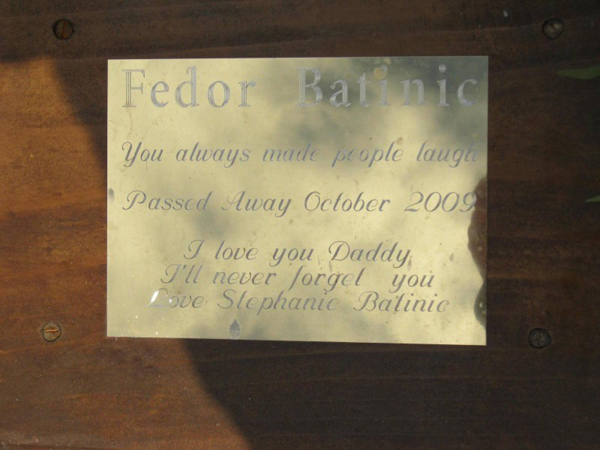 Fedor Batinic
You always made people laugh
Passed Away October 2009
I love you Daddy
I'll never forget you
Love Stephanie Batinic